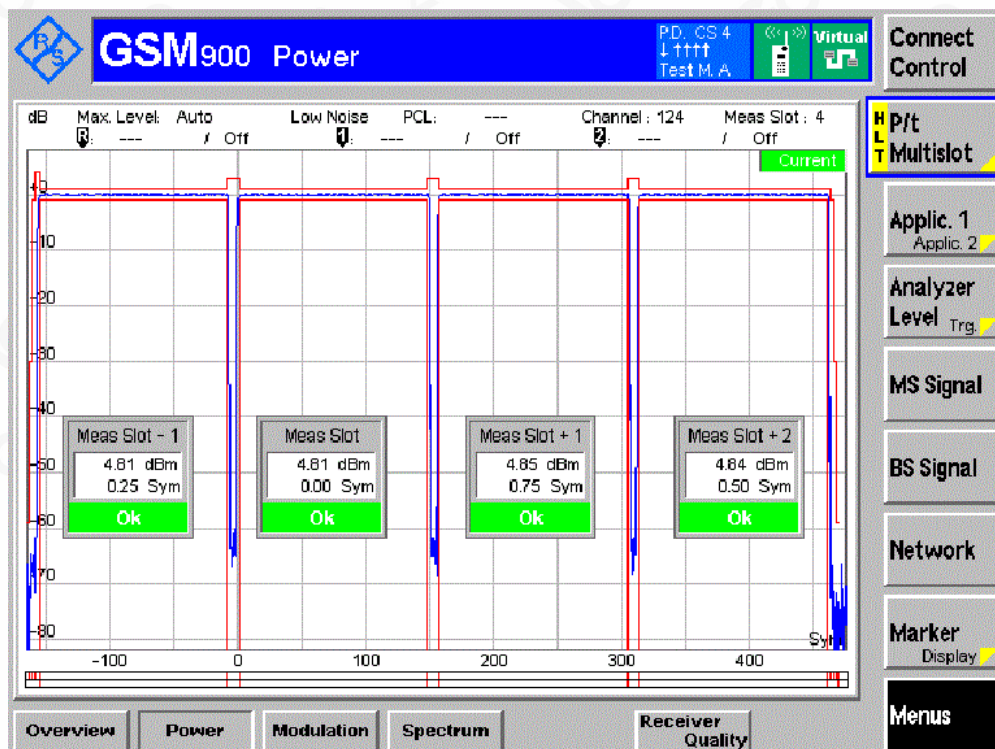 R/S
GSM900 Power
P.D. CS 4
↓ ↑↑↑↑
Test M. A
Virtual
Connect
Control
dB Max. Level: Auto Low Noise PCL: --- Channel : 124 Meas Slot : 4
R: --- / Off 1: --- / Off 2: --- / Off
Current
H
L
T
P/t
Multislot
Applic. 1
Applic. 2
Analyzer
Level Trg.
MS Signal
BS Signal
Network
Marker
Display
Menus
+0
-10
-20
-30
-40
-50
-60
-70
-80
Meas Slot - 1
4.81 dBm
0.25 Sym
Ok
Meas Slot
4.81 dBm
0.00 Sym
Ok
Meas Slot + 1
4.85 dBm
0.75 Sym
Ok
Meas Slot + 2
4.84 dBm
0.50 Sym
Ok
Sym
-100 0 100 200 300 400
Overview Power Modulation Spectrum Receiver Quality